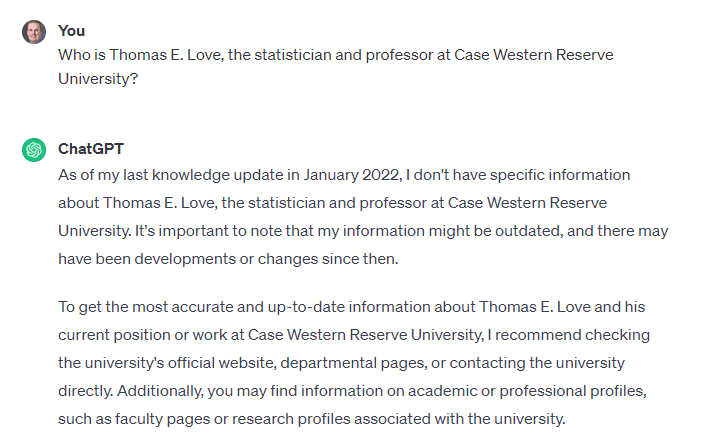 You
Who is Thomas E. Love, the statistician and professor at Case Western Reserve
University?
ChatGPT
As of my last knowledge update in January 2022, I don't have specific information
about Thomas E. Love, the statistician and professor at Case Western Reserve
University. It's important to note that my information might be outdated, and there may
have been developments or changes since then.
To get the most accurate and up-to-date information about Thomas E. Love and his
current position or work at Case Western Reserve University, I recommend checking
the university's official website, departmental pages, or contacting the university
directly. Additionally, you may find information on academic or professional profiles,
such as faculty pages or research profiles associated with the university.